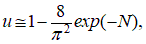 u ≅ 1 − 8/π² exp(−N),